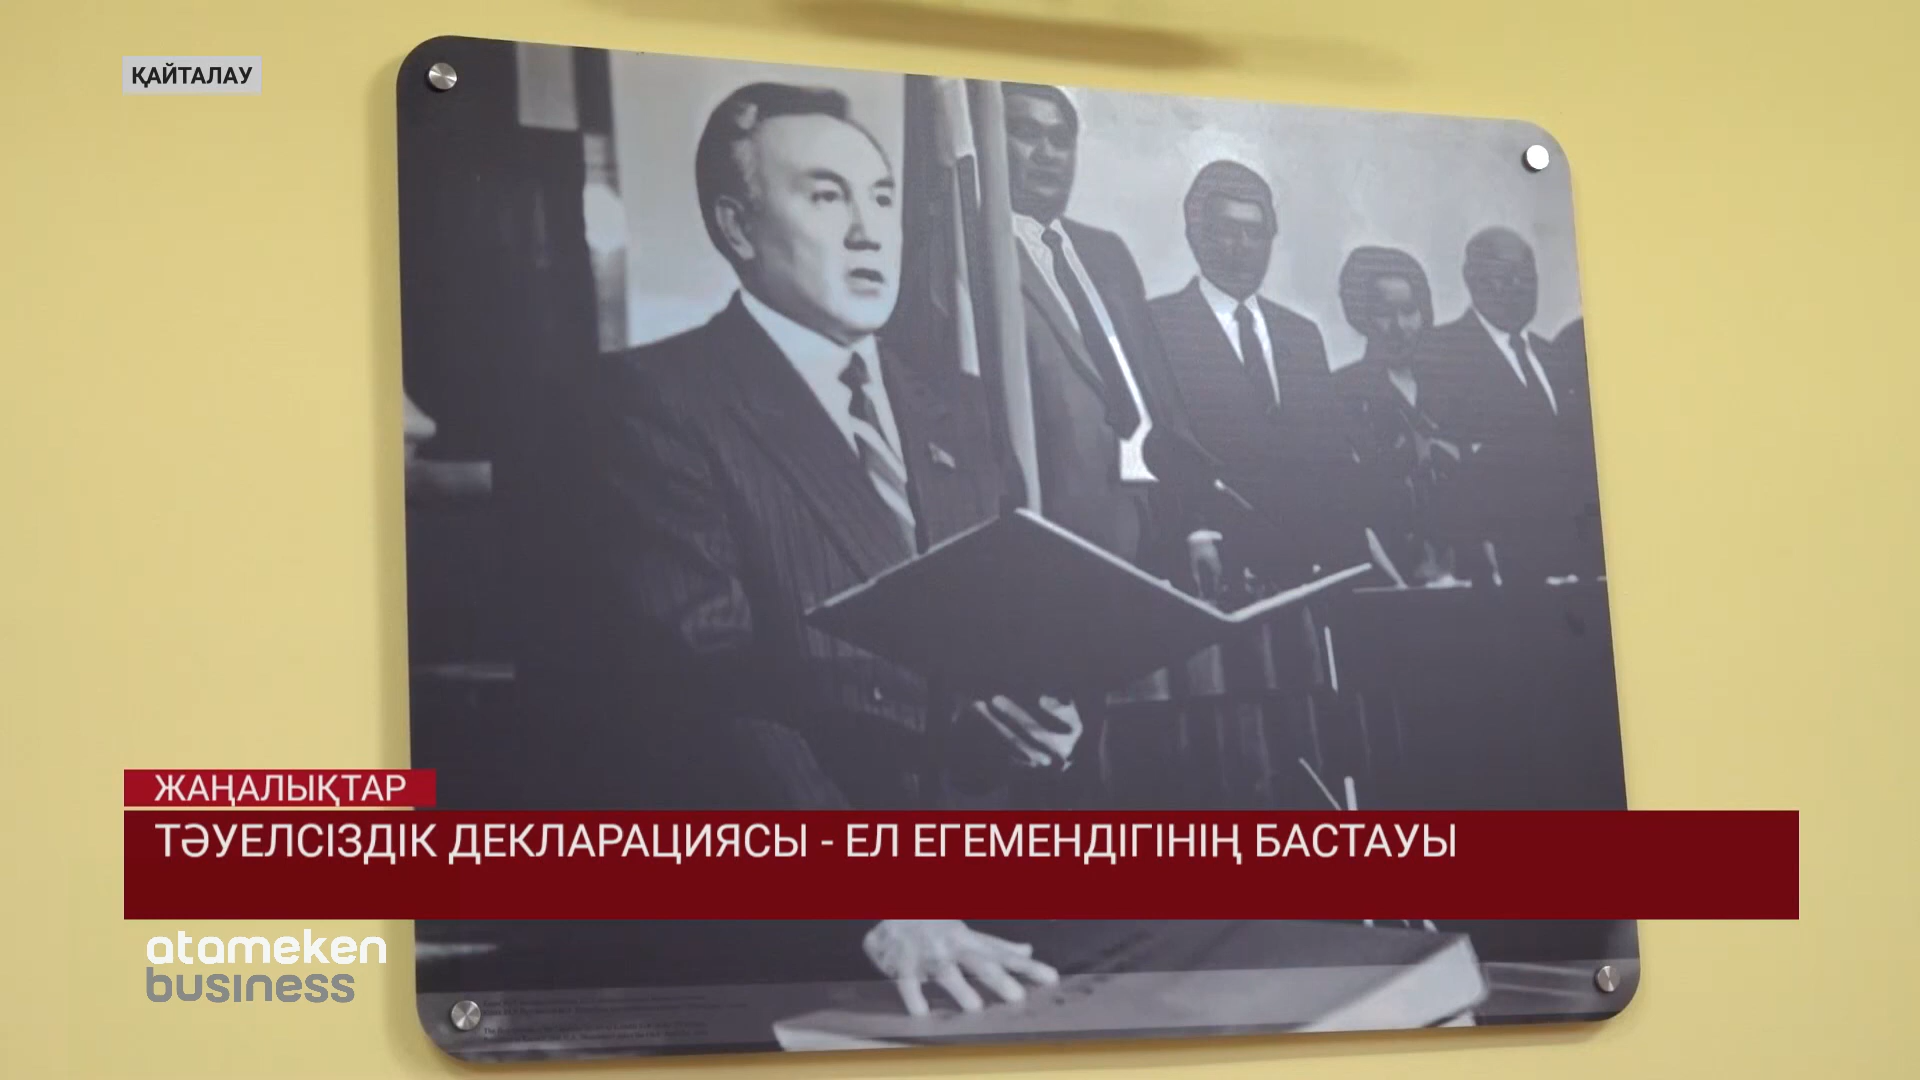 ҚАЙТАЛАУ
ЖАҢАЛЫҚТАР
ТӘУЕЛСІЗДІК ДЕКЛАРАЦИЯСЫ - ЕЛ ЕГЕМЕНДІГІНІҢ БАСТАУЫ
atameken
business